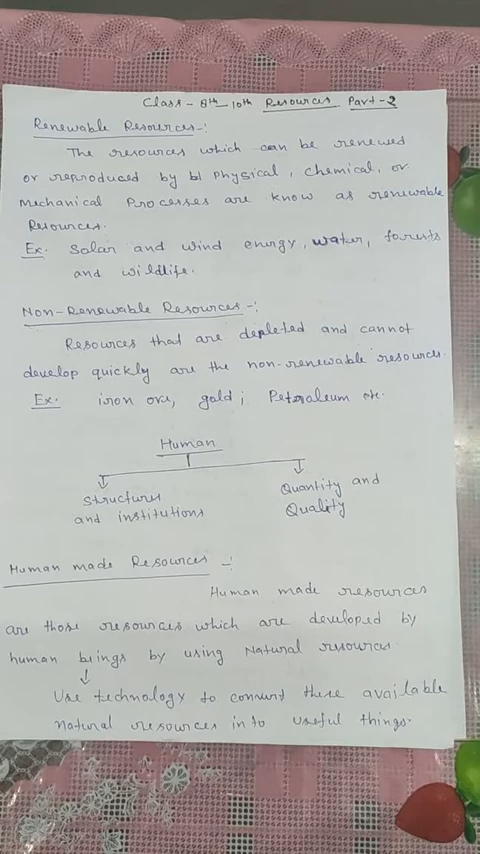 Class - 8th - 10th Resources Part - 2
Renewable Resources -:
The resources which can be renewed
or reproduced by Physical, chemical, or
Mechanical Processes are know as renewable
Resources.
Ex. Solar and wind energy, water, forests
and wildlife.
Non-Renewable Resources -:
Resources that are depleted and cannot
develop quickly are the non-renewable resources.
Ex. iron ore, gold, Petroleum etc.
Human
Structures and institutions
Quantity and Quality
Human made Resources -:
Human made resources
are those resources which are developed by
human beings by using Natural resources
Use technology to convert these available
natural resources into useful things.